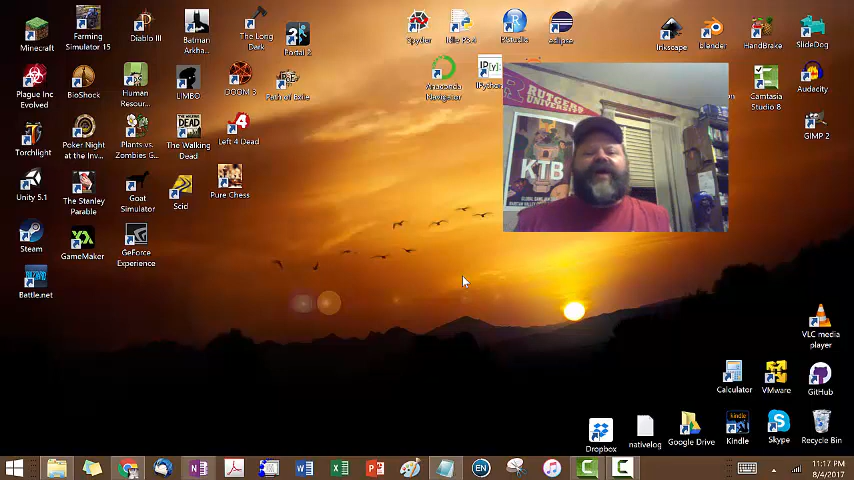 Minecraft
Farming
Simulator 15
Diablo III
Batman
Arkha...
The Long
Dark
Portal 2
Spyder
RStudio
eclipse
Inkscape
blender
HandBrake
SlideDog
Plague Inc
Evolved
BioShock
Human
Resour...
LIMBO
DOOM 3
Path of Exile
Anaconda
Navigator
IP[y]:
RUTGERS
UNIVERSITY
KTB
Camtasia
Studio 8
Audacity
GIMP 2
Torchlight
Poker Night
at the Inv...
Plants vs.
Zombies G...
The Walking
Dead
Left 4 Dead
Unity 5.1
The Stanley
Parable
Goat
Simulator
Scid
Pure Chess
Steam
GameMaker
GeForce
Experience
Battle.net
VLC media
player
Calculator
VMware
GitHub
Dropbox
nativelog
Google Drive
Kindle
Skype
Recycle Bin
EN
11:17 PM
8/4/2017